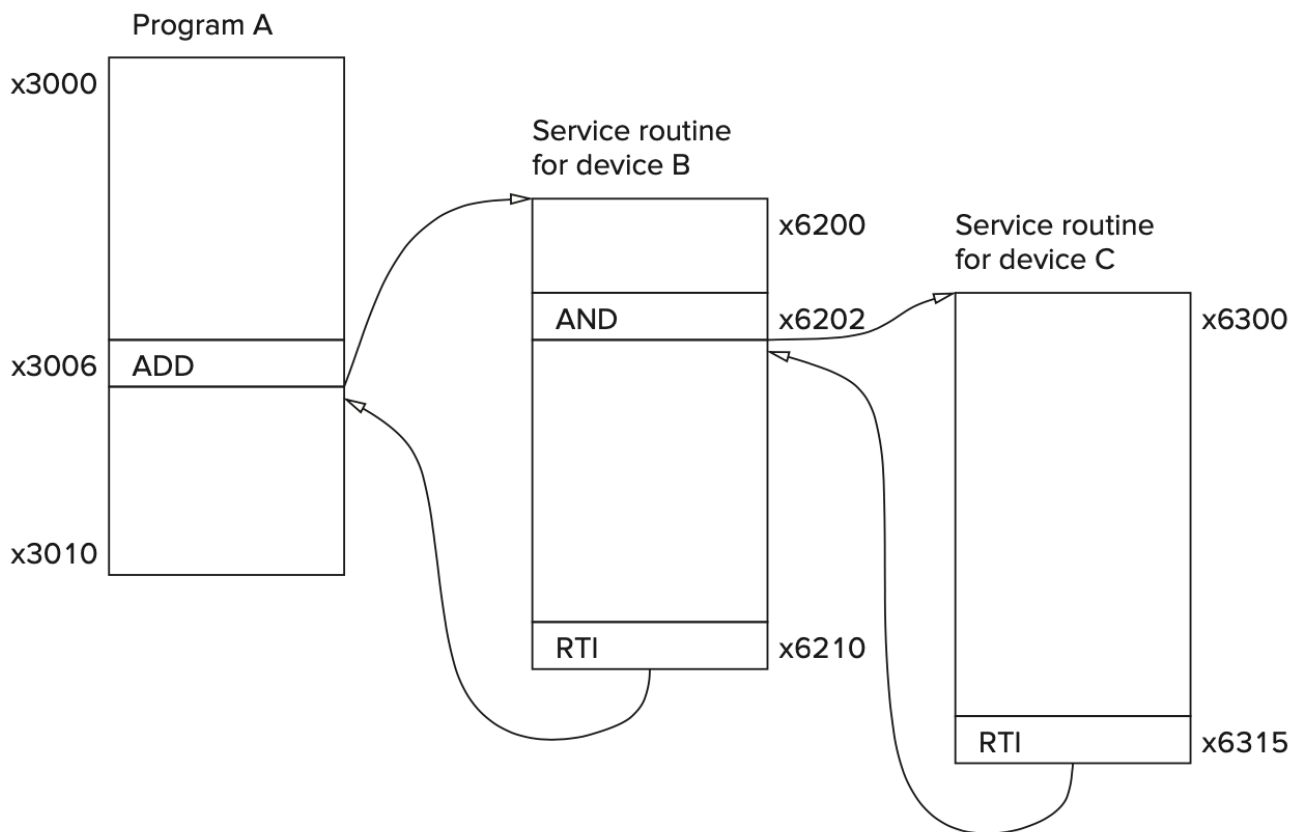 Program A
x3000
x3006
ADD
x3010
Service routine
for device B
x6200
AND
x6202
RTI
x6210
Service routine
for device C
x6300
RTI
x6315